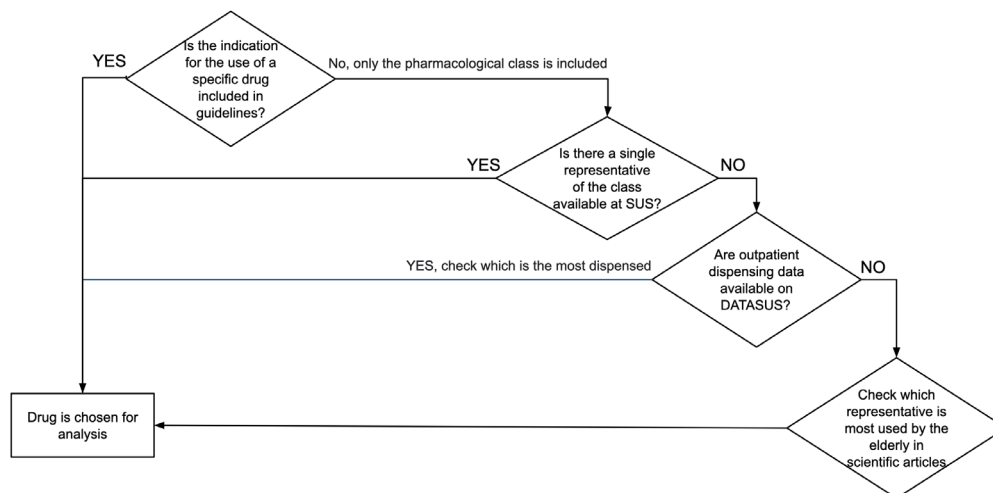 Is the indication
for the use of a
specific drug
included in
guidelines?
YES
No, only the pharmacological class is included
Is there a single
representative
of the class
available at SUS?
YES
NO
Are outpatient
dispensing data
available on
DATASUS?
YES, check which is the most dispensed
NO
Check which
representative is
most used by the
elderly in
scientific articles
Drug is chosen for
analysis